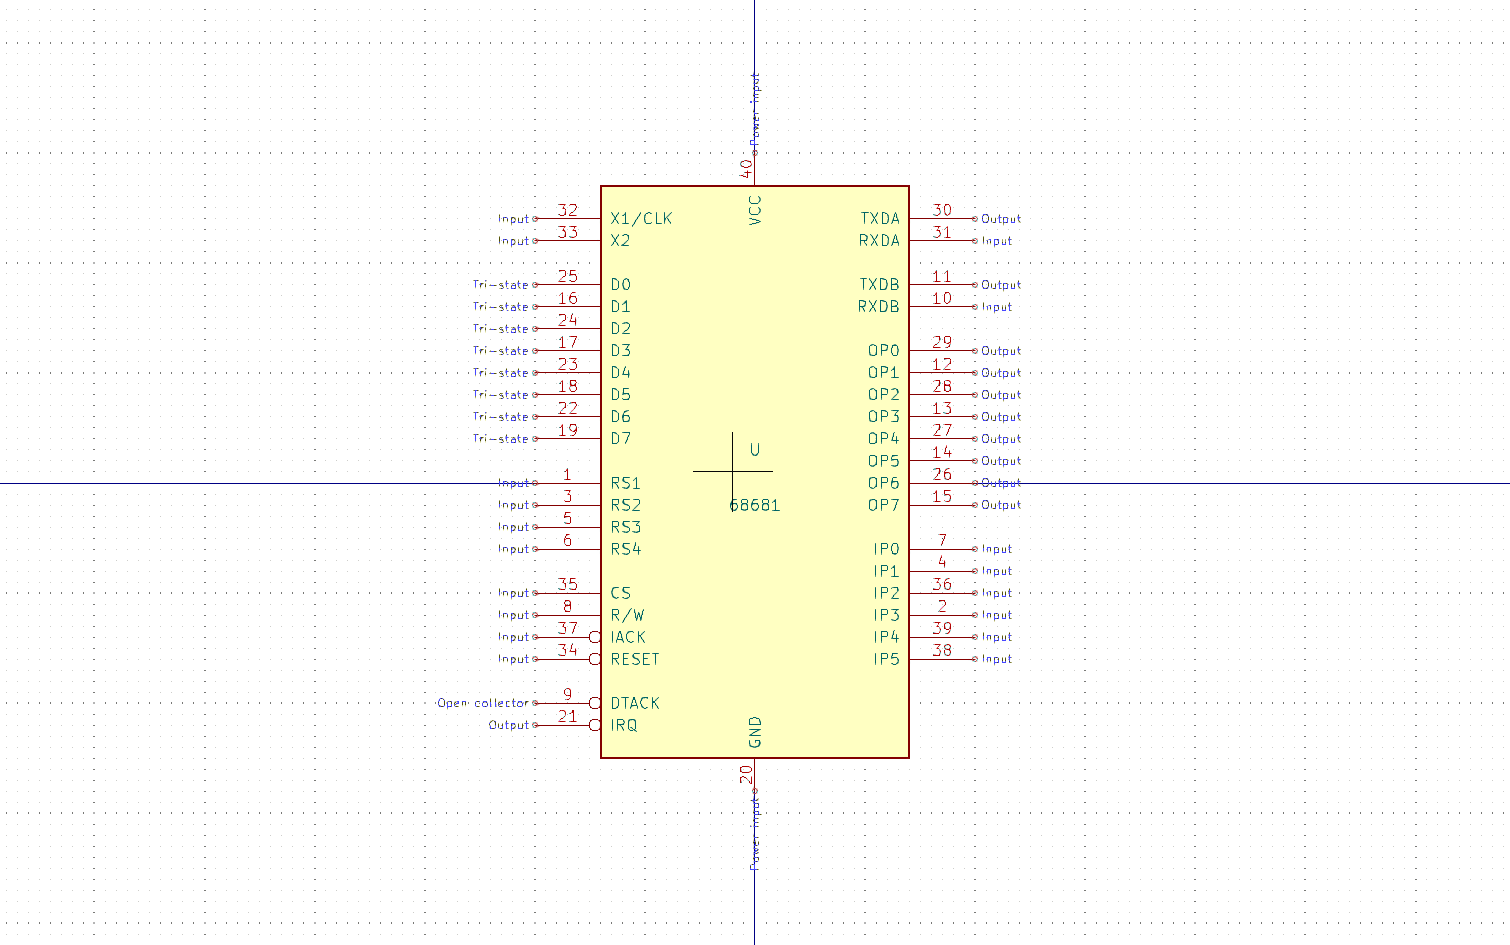 Power input
40
VCC
Input 32 X1/CLK TXDA 30 Output
Input 33 X2 RXDA 31 Input
Tri-state 25 D0 TXDB 11 Output
Tri-state 16 D1 RXDB 10 Input
Tri-state 24 D2
Tri-state 17 D3 OP0 29 Output
Tri-state 23 D4 OP1 12 Output
Tri-state 18 D5 OP2 28 Output
Tri-state 22 D6 OP3 13 Output
Tri-state 19 D7 OP4 27 Output
U
OP5 14 Output
Input 1 RS1 OP6 26 Output
Input 3 RS2 68681 OP7 15 Output
Input 5 RS3
Input 6 RS4 IP0 7 Input
IP1 4 Input
Input 35 CS IP2 36 Input
Input 8 R/W IP3 2 Input
Input 37 IACK IP4 39 Input
Input 34 RESET IP5 38 Input
Open collector 9 DTACK
Output 21 IRQ
GND
20
Power input